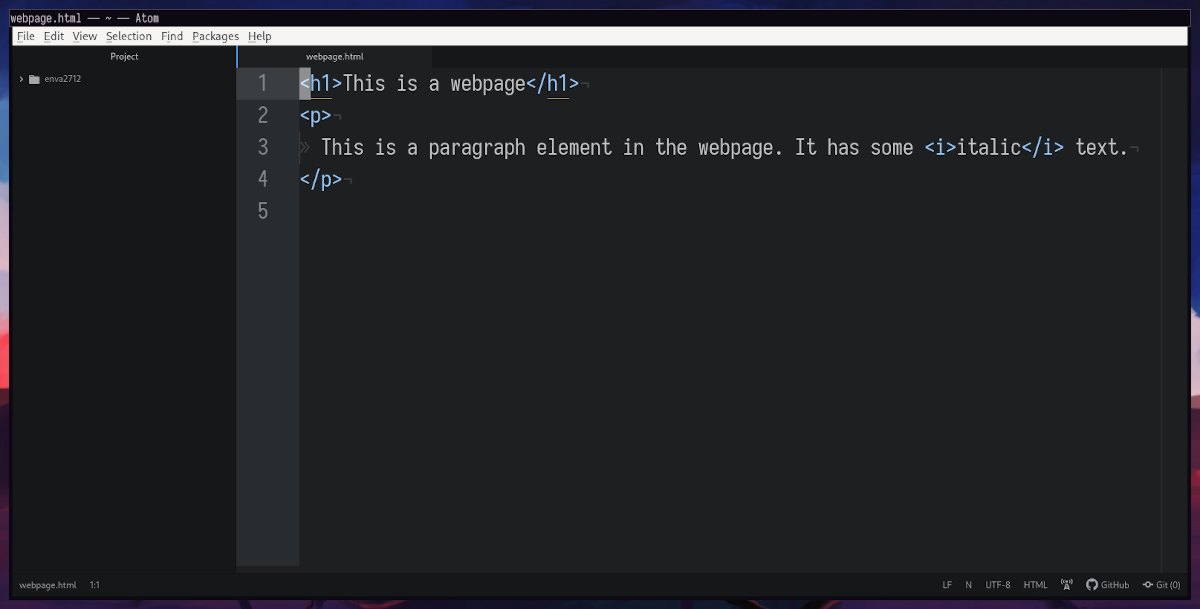 webpage.html — ~ — Atom
File Edit View Selection Find Packages Help
Project
webpage.html
enva2712
1 <h1>This is a webpage</h1>¬
2 <p>¬
3 » This is a paragraph element in the webpage. It has some <i>italic</i> text.¬
4 </p>¬
5
webpage.html 1:1 LF N UTF-8 HTML GitHub Git (0)